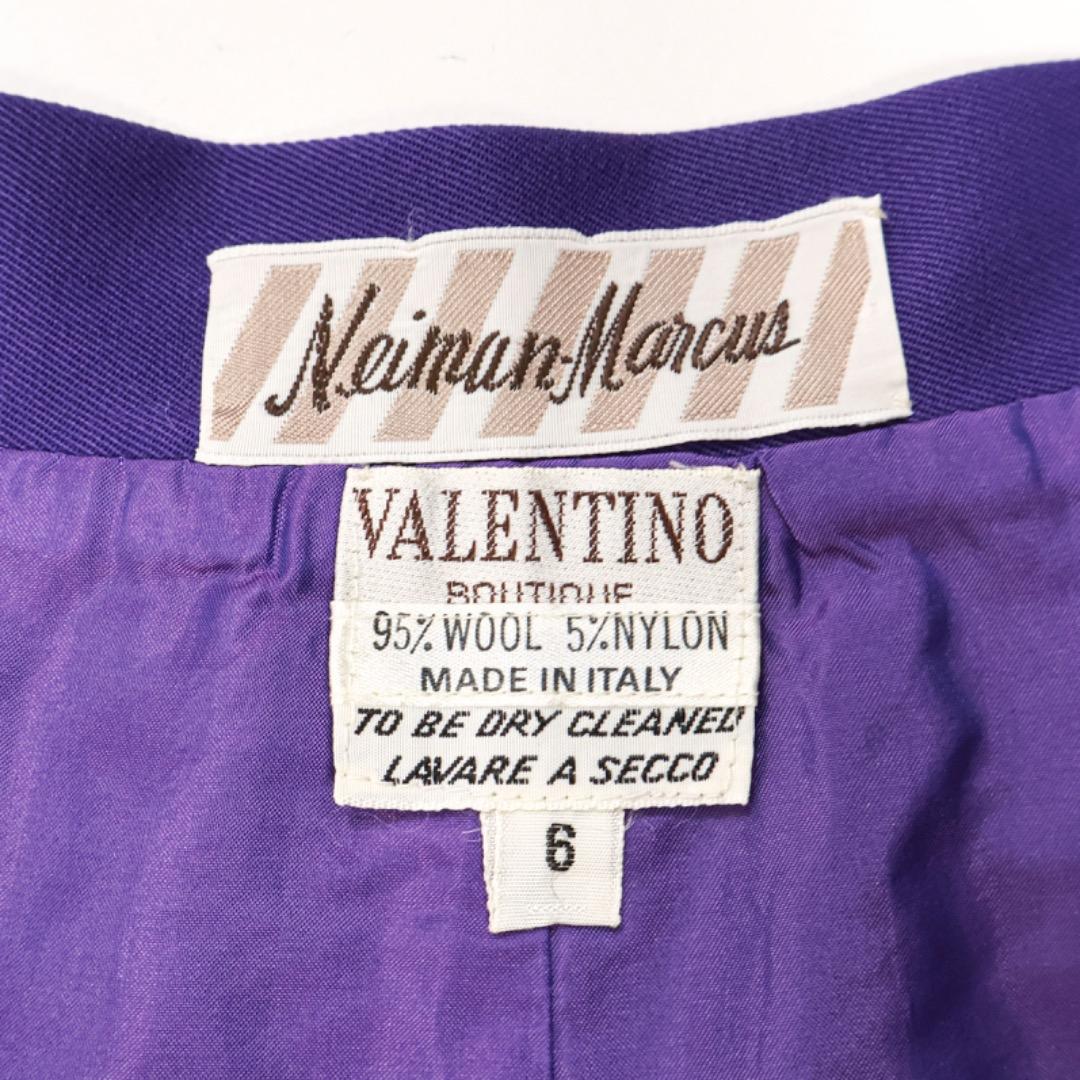 Neiman-Marcus
VALENTINO
BOUTIQUE
95% WOOL 5% NYLON
MADE IN ITALY
TO BE DRY CLEANED
LAVARE A SECCO
6